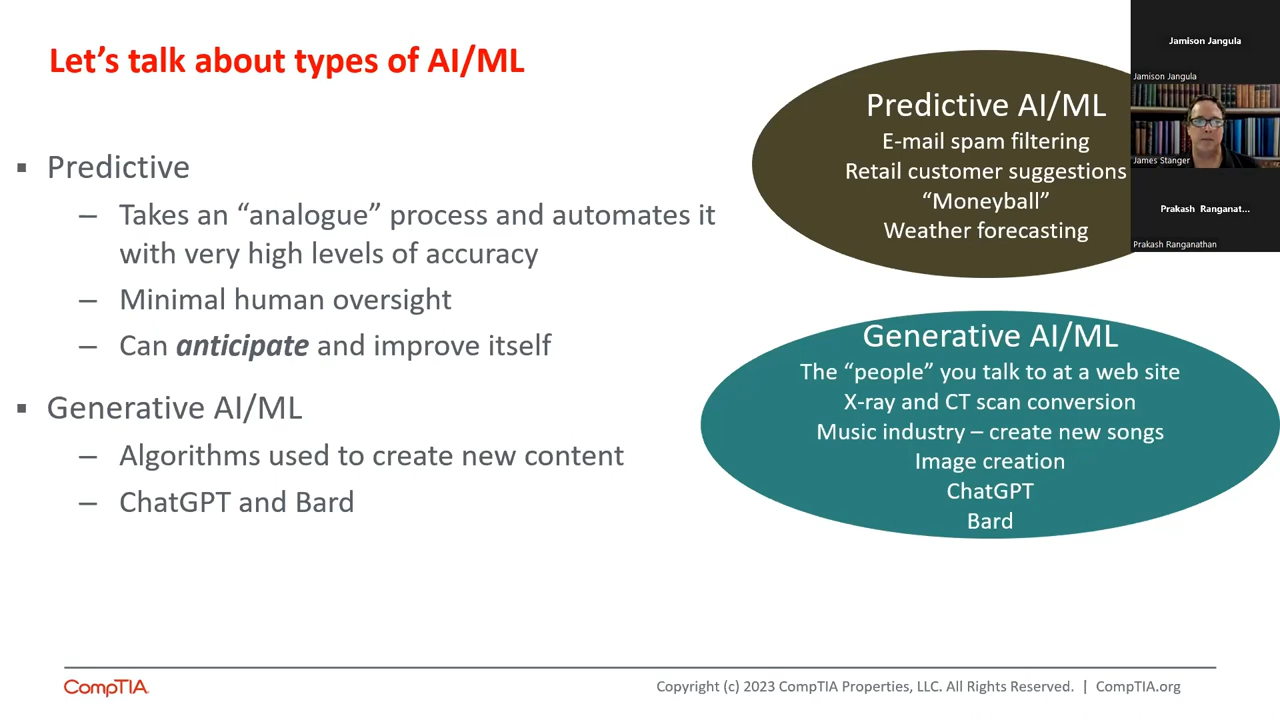 Let’s talk about types of AI/ML
▪ Predictive
– Takes an “analogue” process and automates it
with very high levels of accuracy
– Minimal human oversight
– Can anticipate and improve itself
▪ Generative AI/ML
– Algorithms used to create new content
– ChatGPT and Bard
Predictive AI/ML
E-mail spam filtering
Retail customer suggestions
“Moneyball”
Weather forecasting
Generative AI/ML
The “people” you talk to at a web site
X-ray and CT scan conversion
Music industry – create new songs
Image creation
ChatGPT
Bard
Jamison Jangula
Jamison Jangula
James Stanger
Prakash Ranganat...
Prakash Ranganathan
CompTIA.
Copyright (c) 2023 CompTIA Properties, LLC. All Rights Reserved. | CompTIA.org